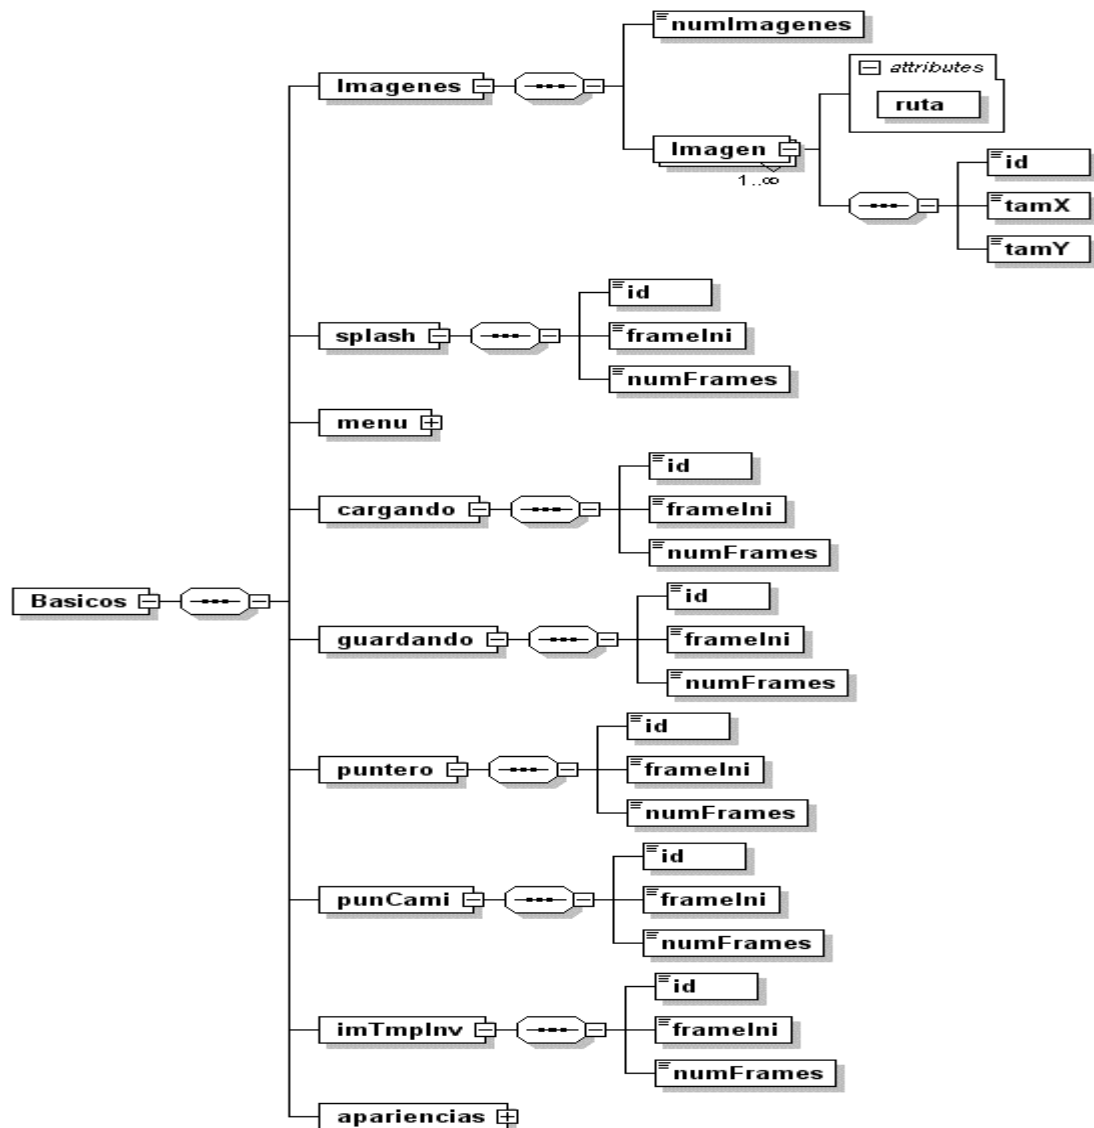 numImagenes
Imagenes
attributes
ruta
Imagen
1..∞
id
tamX
tamY
id
splash
frameIni
numFrames
menu
id
cargando
frameIni
numFrames
Basicos
id
guardando
frameIni
numFrames
id
puntero
frameIni
numFrames
id
punCami
frameIni
numFrames
id
imTmpInv
frameIni
numFrames
apariencias